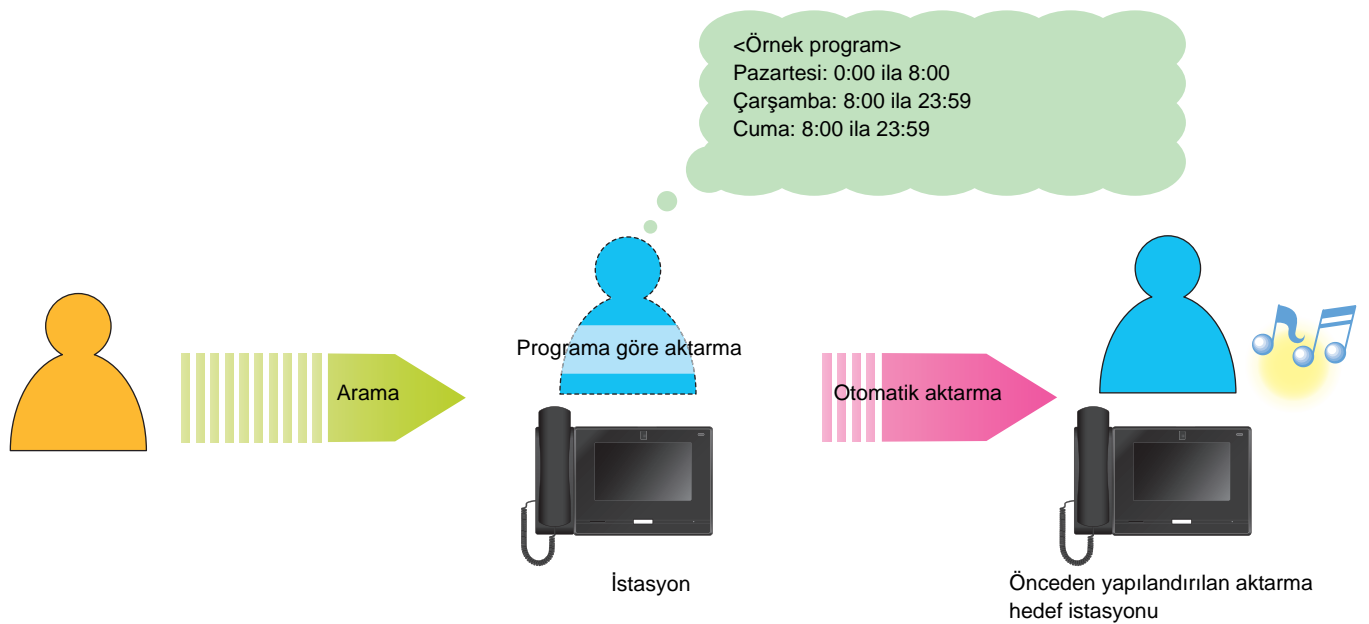 <Örnek program>
Pazartesi: 0:00 ila 8:00
Çarşamba: 8:00 ila 23:59
Cuma: 8:00 ila 23:59
Programa göre aktarma
Arama
Otomatik aktarma
İstasyon
Önceden yapılandırılan aktarma
hedef istasyonu